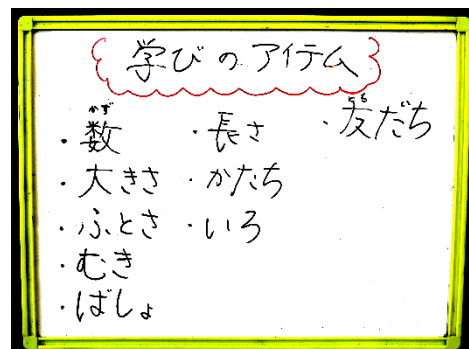 学びのアイテム
・数
かず
・大きさ
・ふとさ
・むき
・ばしょ
・長さ
・かたち
・いろ
・友だち
とも